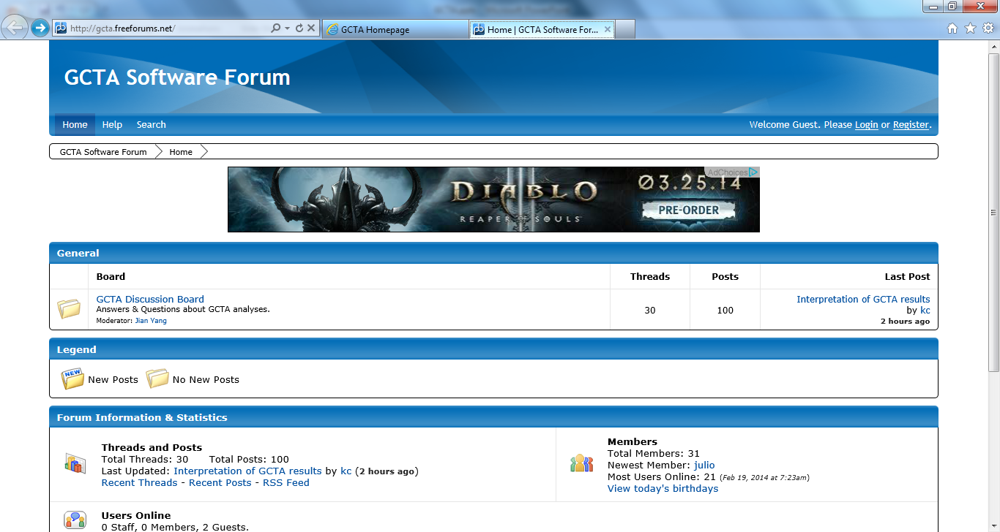 http://gcta.freeforums.net/
GCTA Homepage
Home | GCTA Software For...
GCTA Software Forum
Home Help Search
Welcome Guest. Please Login or Register.
GCTA Software Forum Home
AdChoices
DIABLO
REAPER OF SOULS
03.25.14
PRE-ORDER
General
Board Threads Posts Last Post
GCTA Discussion Board
Answers & Questions about GCTA analyses.
Moderator: Jian Yang
30 100
Interpretation of GCTA results
by kc
2 hours ago
Legend
NEW New Posts No New Posts
Forum Information & Statistics
Threads and Posts
Total Threads: 30 Total Posts: 100
Last Updated: Interpretation of GCTA results by kc (2 hours ago)
Recent Threads - Recent Posts - RSS Feed
Members
Total Members: 31
Newest Member: julio
Most Users Online: 21 (Feb 19, 2014 at 7:23am)
View today's birthdays
Users Online
0 Staff, 0 Members, 2 Guests.